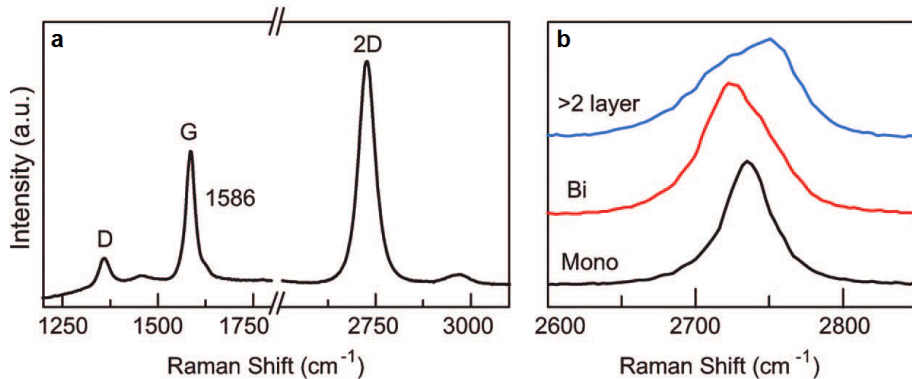 a
b
2D
G
1586
D
Intensity (a.u.)
1250 1500 1750 2750 3000
Raman Shift (cm⁻¹)
>2 layer
Bi
Mono
2600 2700 2800
Raman Shift (cm⁻¹)